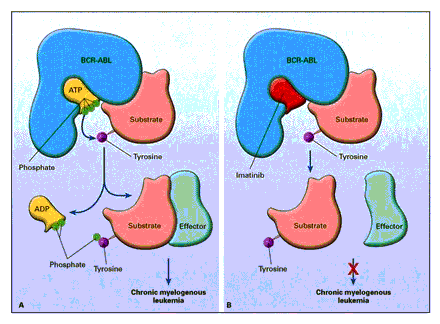 BCR-ABL
ATP
Substrate
Phosphate
Tyrosine
ADP
Substrate
Effector
Phosphate
Tyrosine
Chronic myelogenous
leukemia
A
BCR-ABL
Substrate
Tyrosine
Imatinib
Substrate
Effector
Tyrosine
X
Chronic myelogenous
leukemia
B